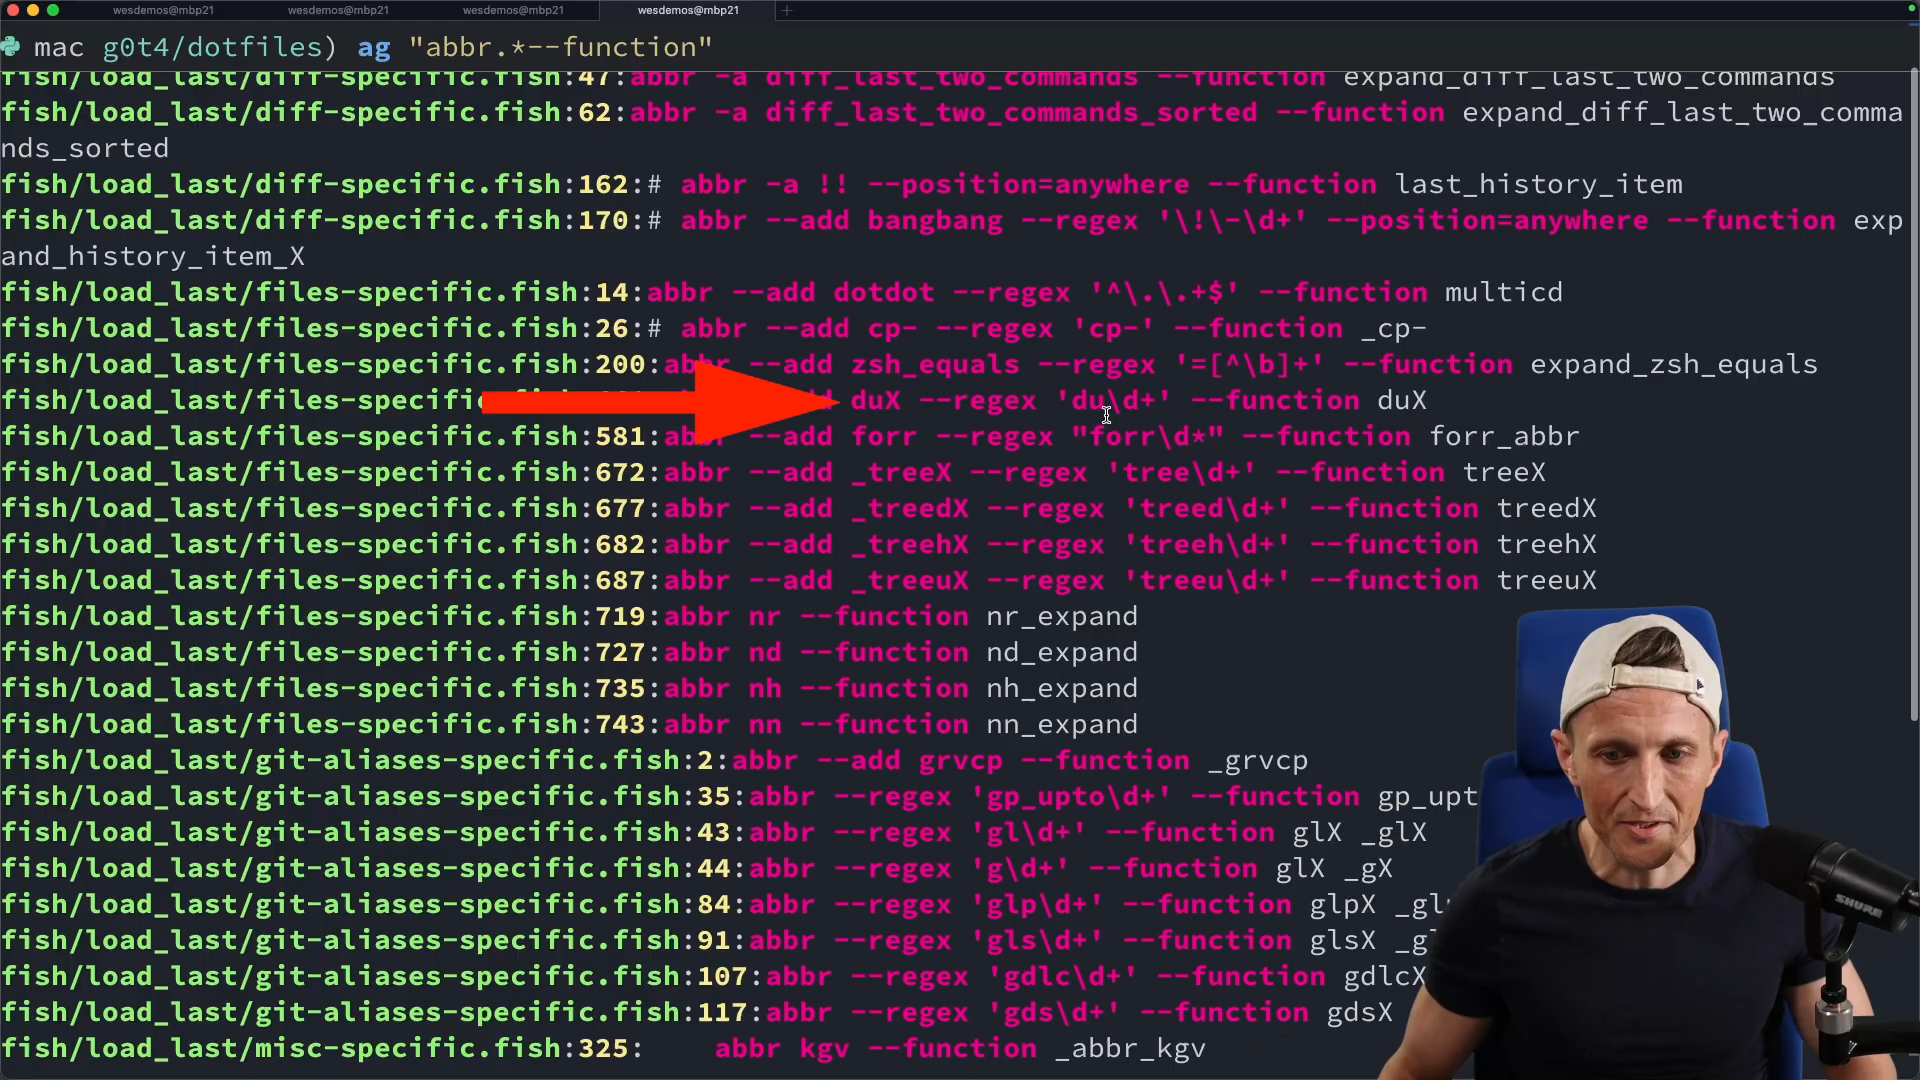 wesdemos@mbp21 wesdemos@mbp21 wesdemos@mbp21 wesdemos@mbp21
mac g0t4/dotfiles) ag "abbr.*--function"
fish/load_last/diff-specific.fish:47:abbr -a diff_last_two_commands --function expand_diff_last_two_commands
fish/load_last/diff-specific.fish:62:abbr -a diff_last_two_commands_sorted --function expand_diff_last_two_comma
nds_sorted
fish/load_last/diff-specific.fish:162:# abbr -a !! --position=anywhere --function last_history_item
fish/load_last/diff-specific.fish:170:# abbr --add bangbang --regex '\!\-\d+' --position=anywhere --function exp
and_history_item_X
fish/load_last/files-specific.fish:14:abbr --add dotdot --regex '^\.\.+$' --function multicd
fish/load_last/files-specific.fish:26:# abbr --add cp- --regex 'cp-' --function _cp-
fish/load_last/files-specific.fish:200:abbr --add zsh_equals --regex '=[^\b]+' --function expand_zsh_equals
fish/load_last/files-specific duX --regex 'du\d+' --function duX
fish/load_last/files-specific.fish:581:abbr --add forr --regex "forr\d*" --function forr_abbr
fish/load_last/files-specific.fish:672:abbr --add _treeX --regex 'tree\d+' --function treeX
fish/load_last/files-specific.fish:677:abbr --add _treedX --regex 'treed\d+' --function treedX
fish/load_last/files-specific.fish:682:abbr --add _treehX --regex 'treeh\d+' --function treehX
fish/load_last/files-specific.fish:687:abbr --add _treeuX --regex 'treeu\d+' --function treeuX
fish/load_last/files-specific.fish:719:abbr nr --function nr_expand
fish/load_last/files-specific.fish:727:abbr nd --function nd_expand
fish/load_last/files-specific.fish:735:abbr nh --function nh_expand
fish/load_last/files-specific.fish:743:abbr nn --function nn_expand
fish/load_last/git-aliases-specific.fish:2:abbr --add grvcp --function _grvcp
fish/load_last/git-aliases-specific.fish:35:abbr --regex 'gp_upto\d+' --function gp_upt
fish/load_last/git-aliases-specific.fish:43:abbr --regex 'gl\d+' --function glX _glX
fish/load_last/git-aliases-specific.fish:44:abbr --regex 'g\d+' --function glX _gX
fish/load_last/git-aliases-specific.fish:84:abbr --regex 'glp\d+' --function glpX _gl
fish/load_last/git-aliases-specific.fish:91:abbr --regex 'gls\d+' --function glsX _g
fish/load_last/git-aliases-specific.fish:107:abbr --regex 'gdlc\d+' --function gdlcX
fish/load_last/git-aliases-specific.fish:117:abbr --regex 'gds\d+' --function gdsX
fish/load_last/misc-specific.fish:325: abbr kgv --function _abbr_kgv
SHURE